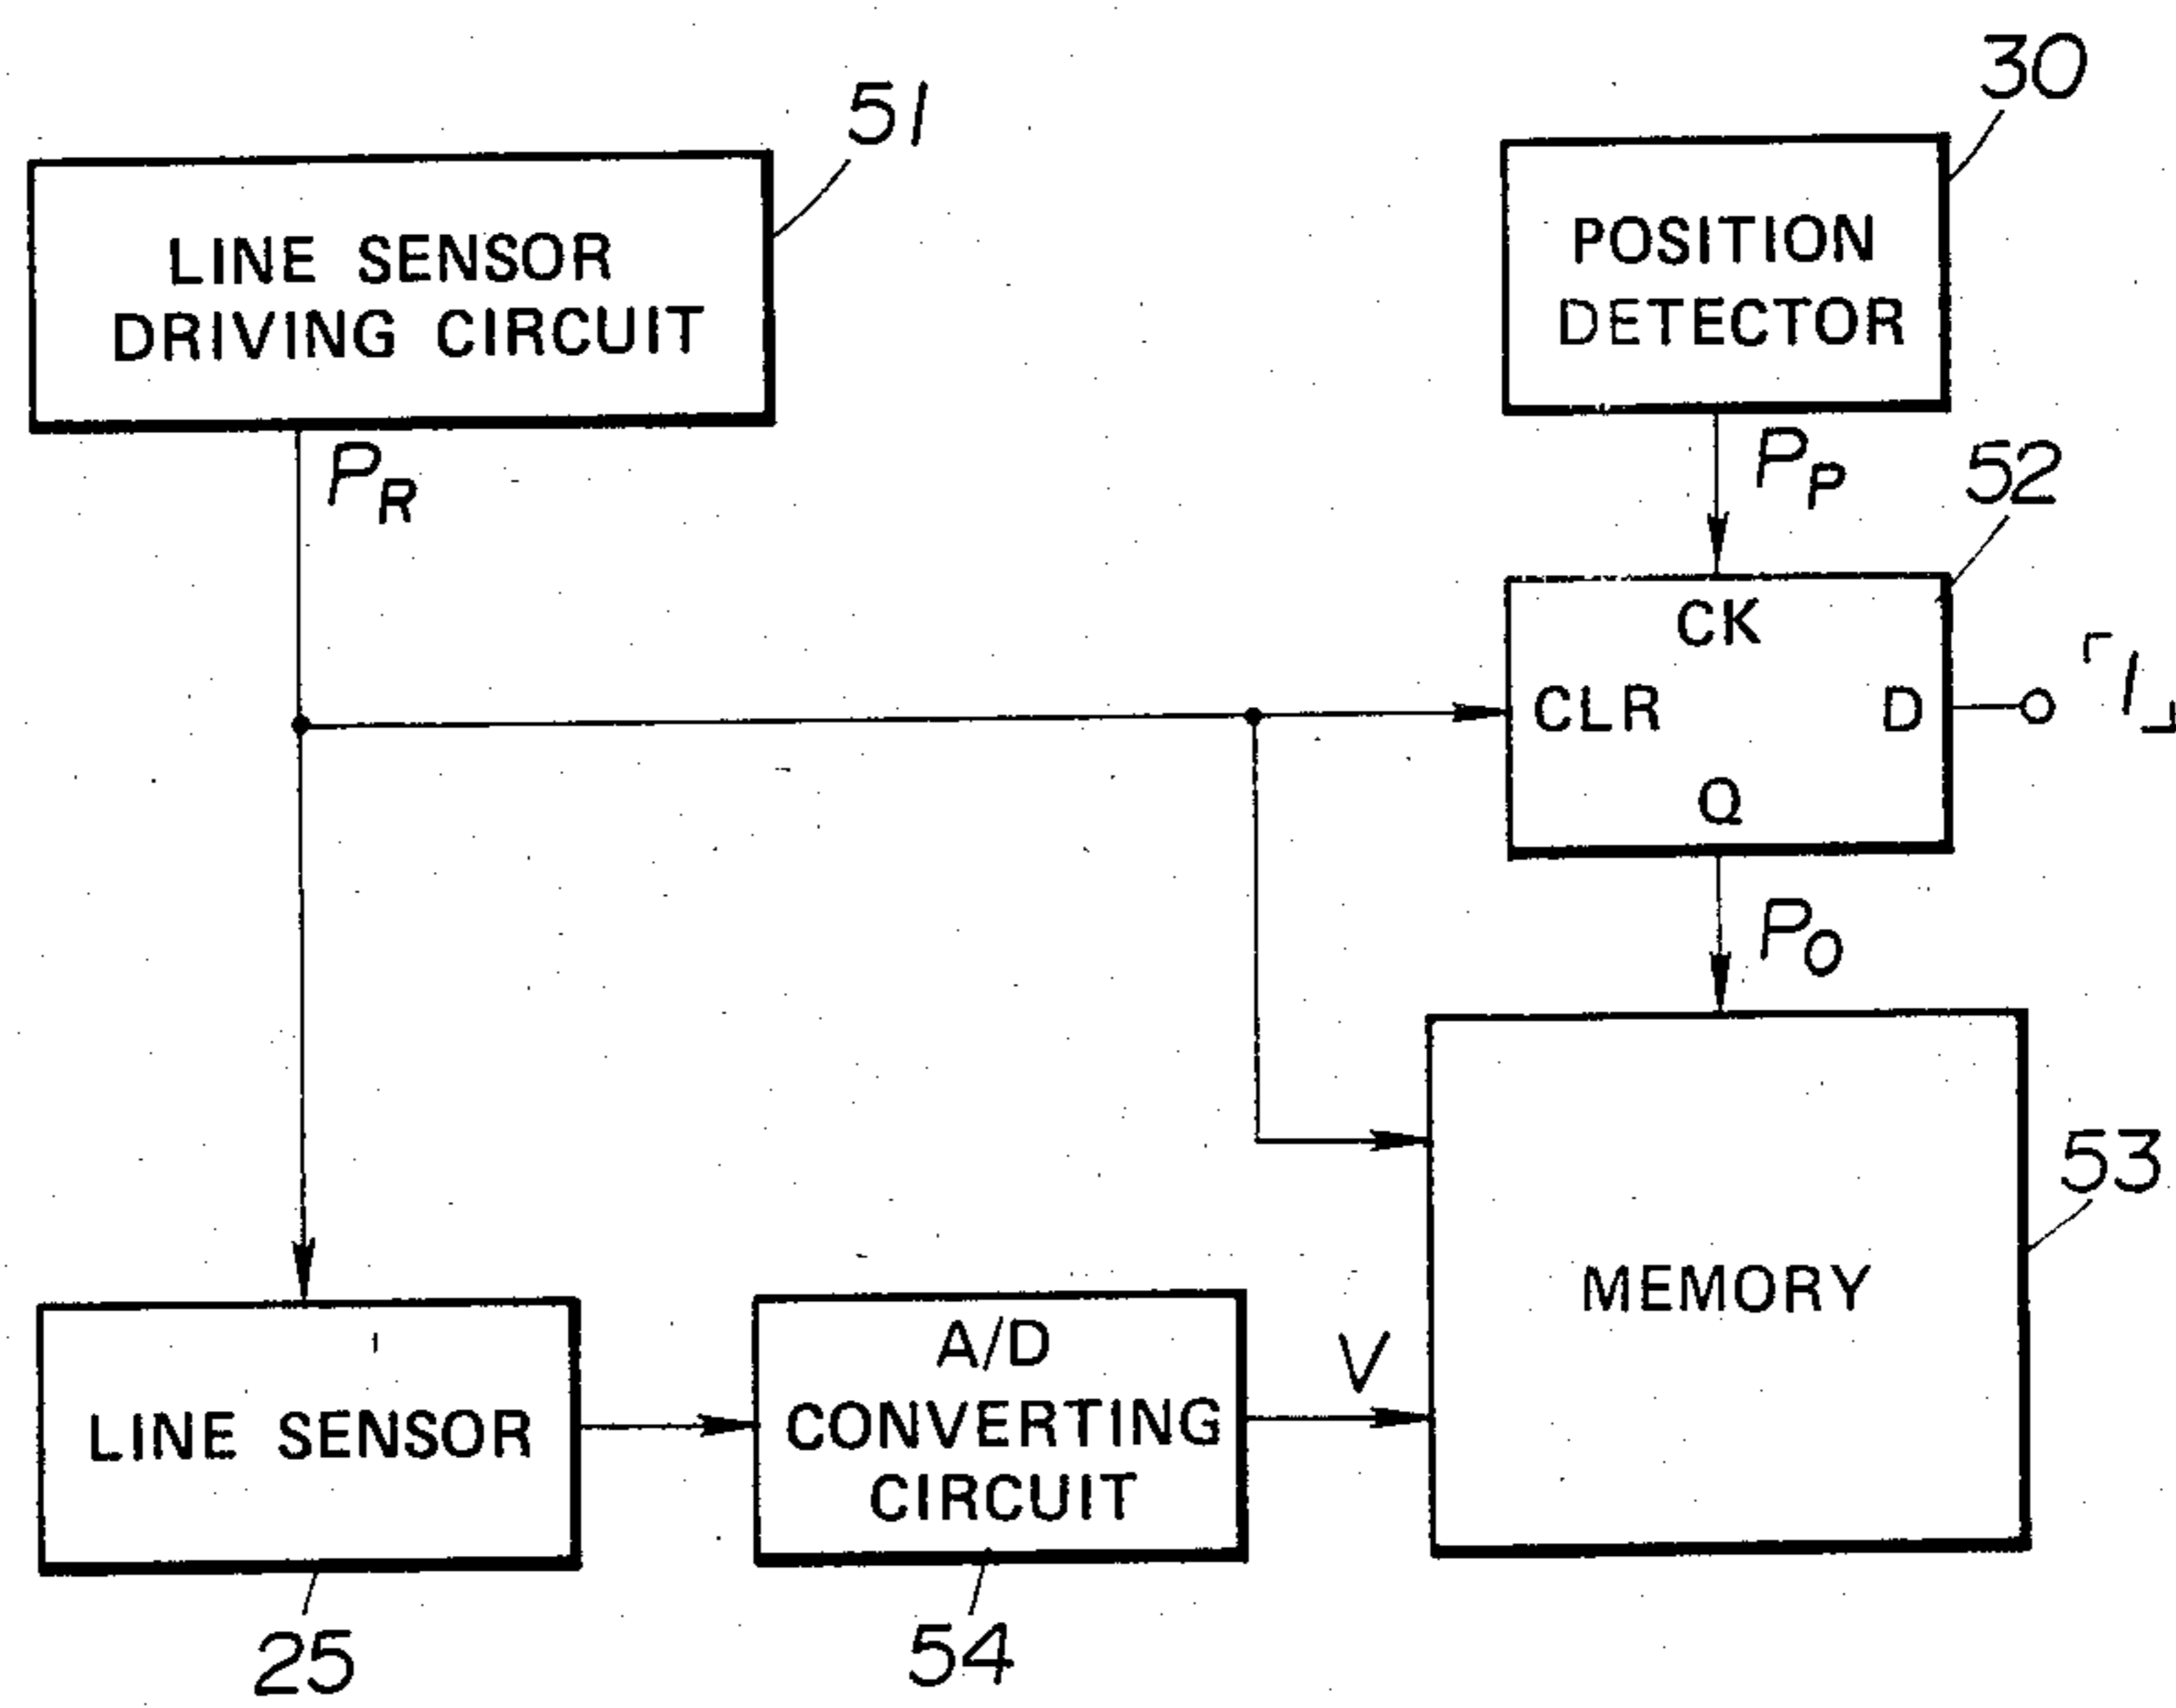 51
30
LINE SENSOR
DRIVING CIRCUIT
POSITION
DETECTOR
PR
PP
52
CK
CLR
D
「1」
Q
PO
53
MEMORY
A/D
CONVERTING
CIRCUIT
V
LINE SENSOR
25
54